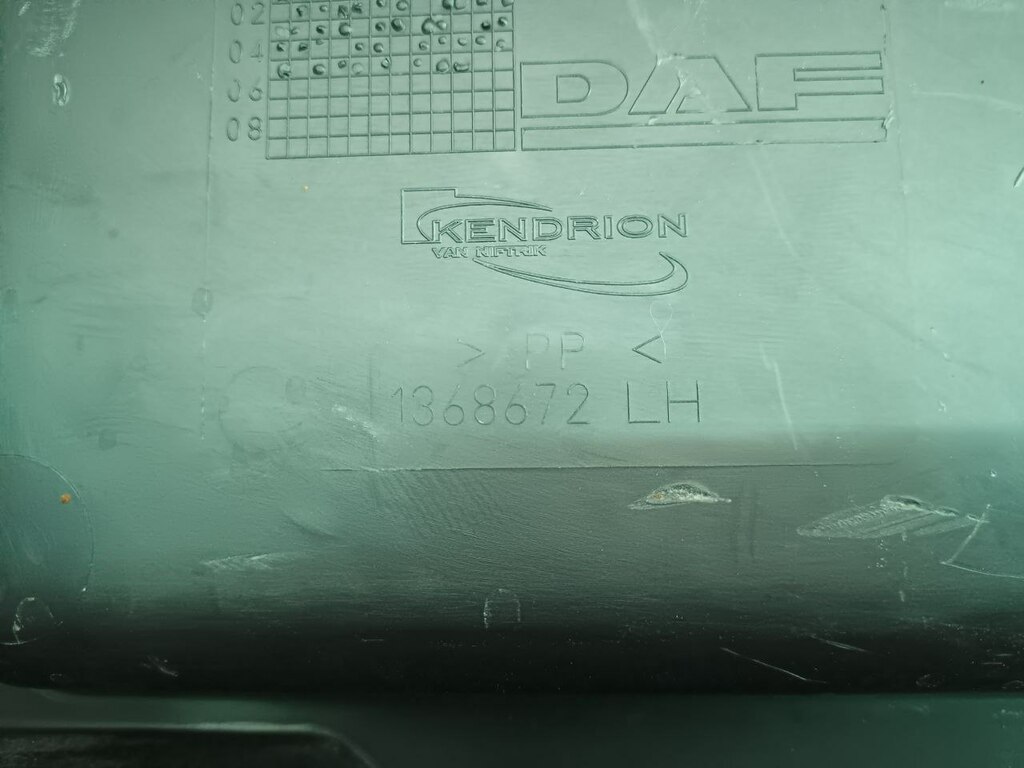 02
04
06
08
DAF
KENDRION
VAN NIFTRIK
> PP <
1368672 LH